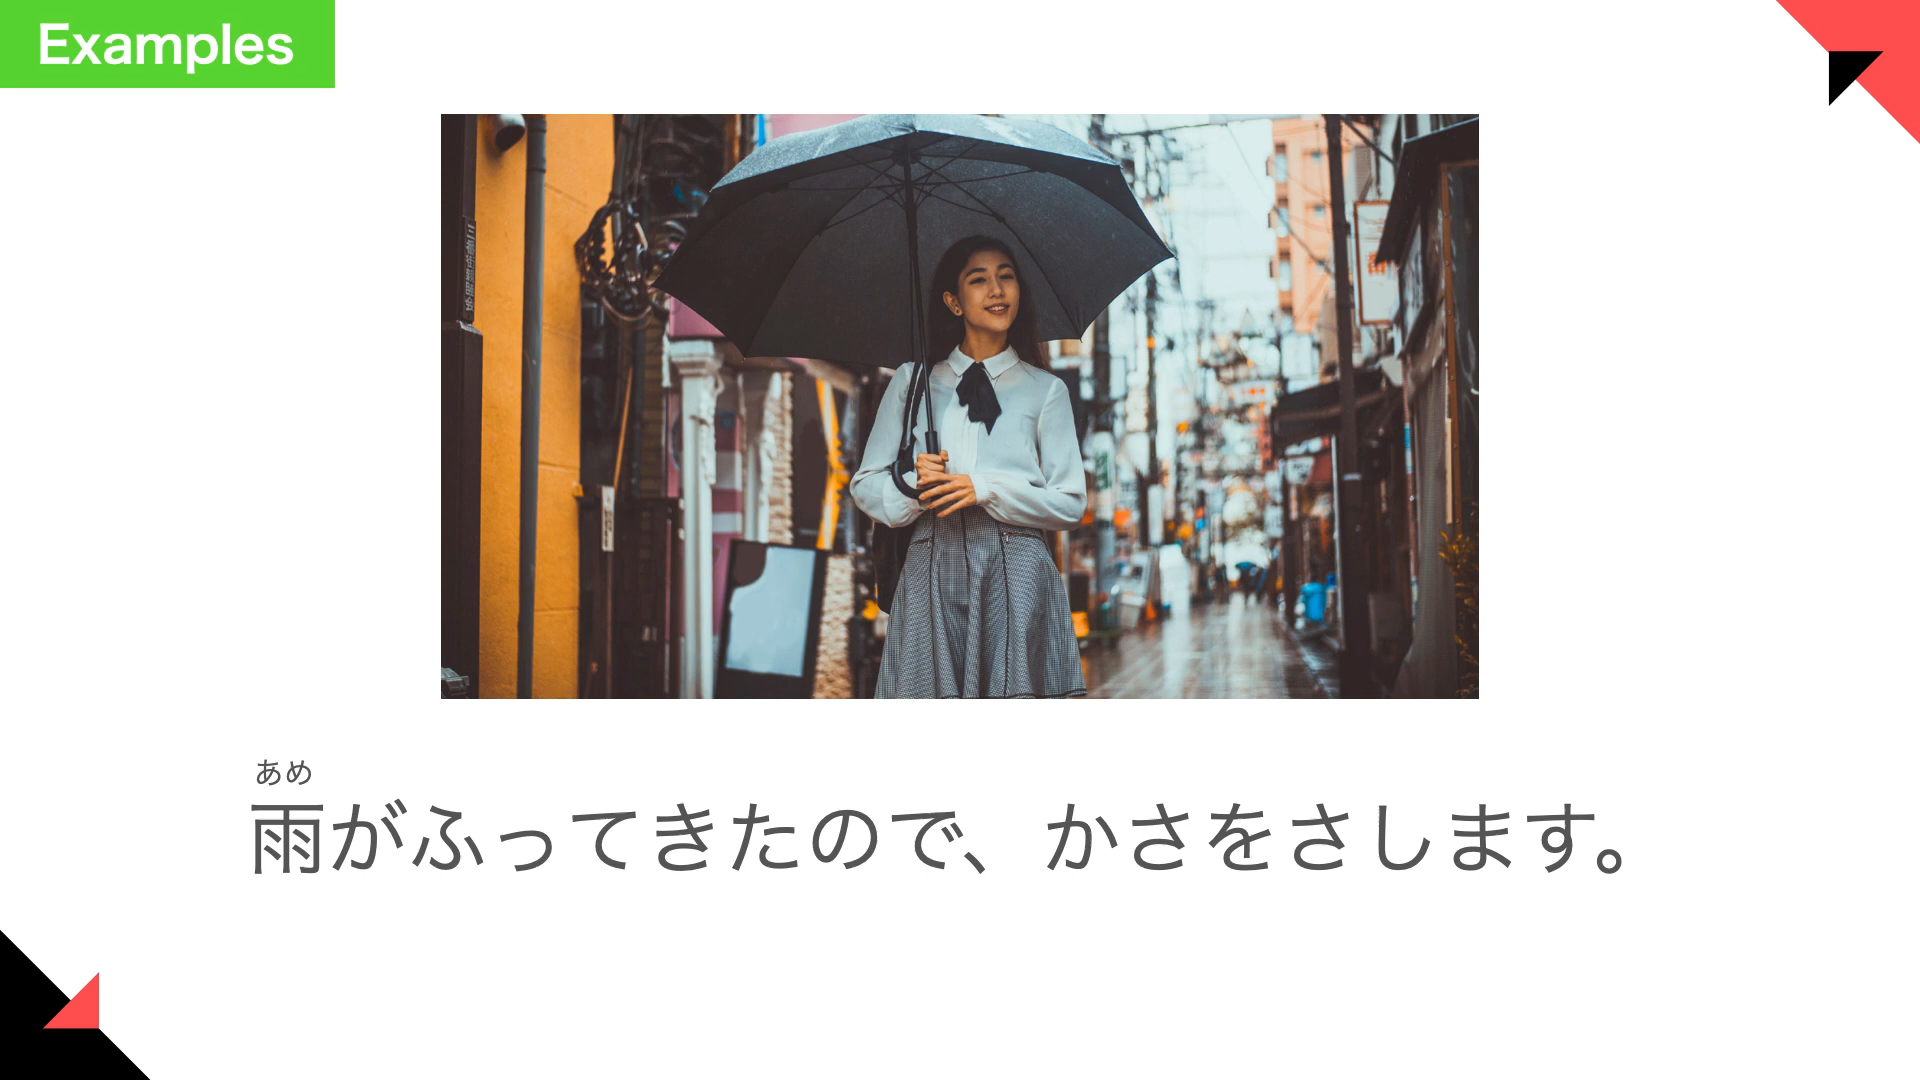 Examples
あめ
雨がふってきたので、かさをさします。